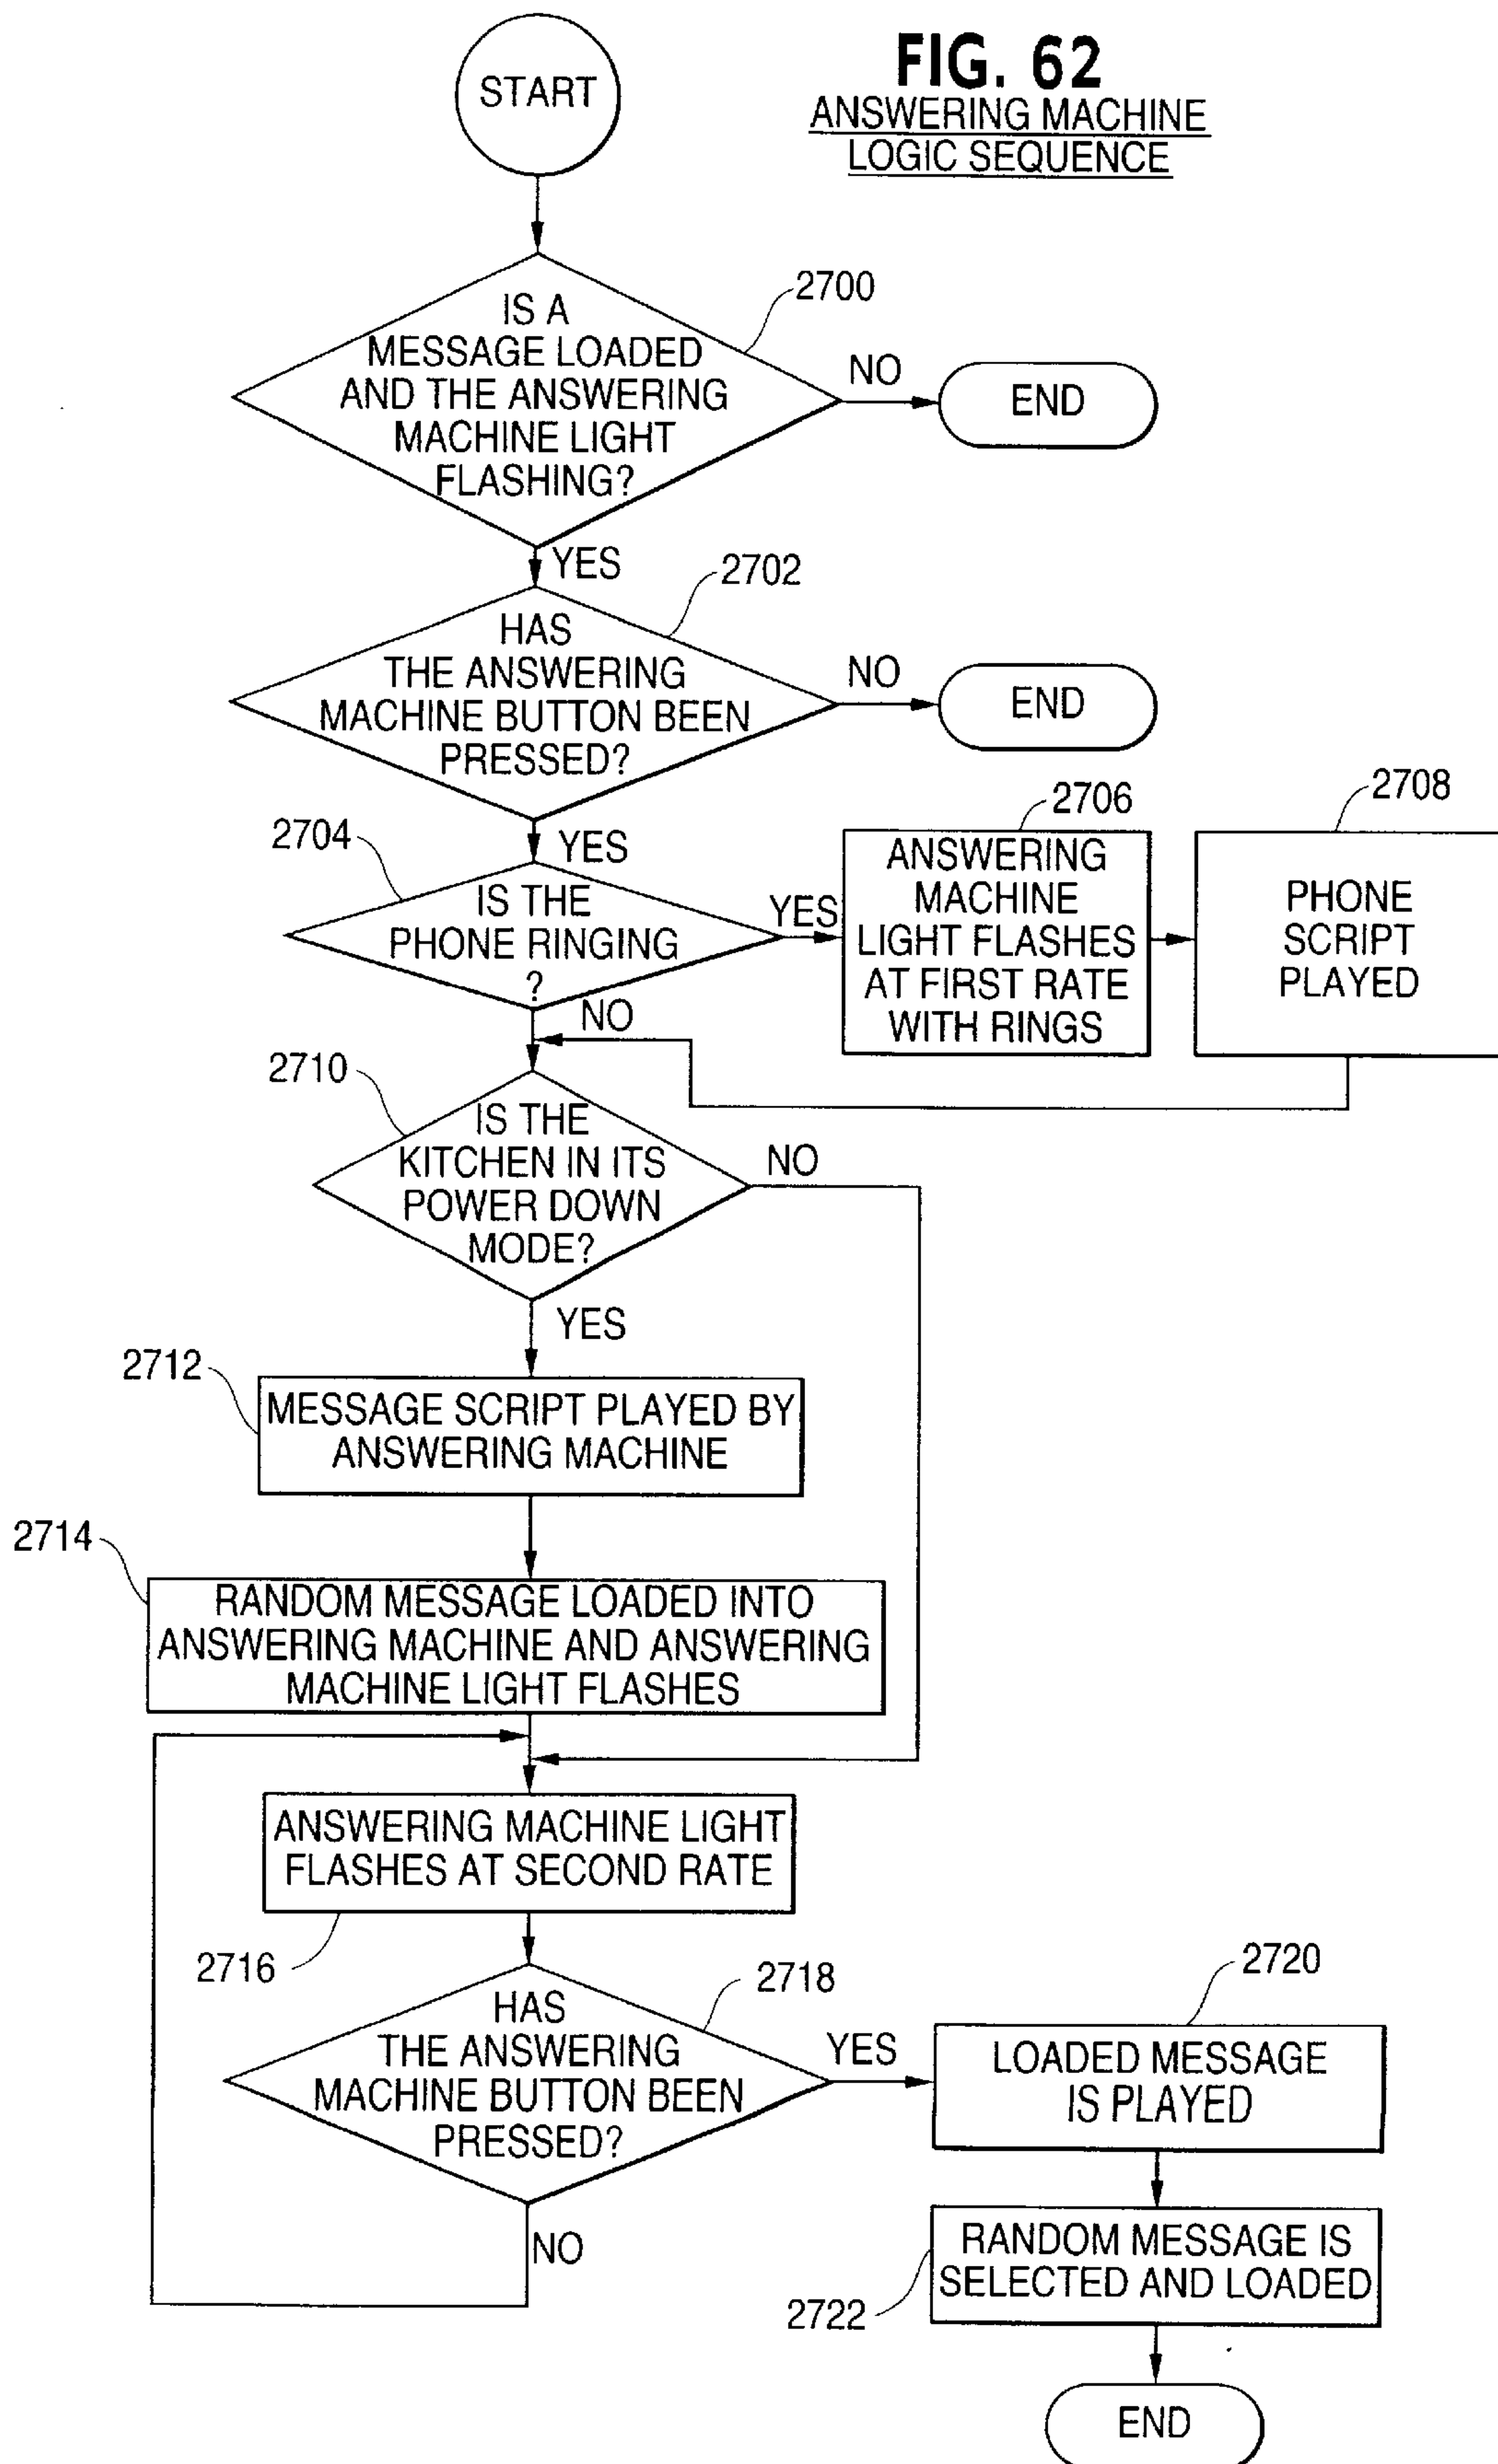 FIG. 62
ANSWERING MACHINE
LOGIC SEQUENCE
START
2700
IS A
MESSAGE LOADED
AND THE ANSWERING
MACHINE LIGHT
FLASHING?
NO
END
YES
2702
HAS
THE ANSWERING
MACHINE BUTTON BEEN
PRESSED?
NO
END
YES
2704
IS THE
PHONE RINGING
?
YES
2706
ANSWERING
MACHINE
LIGHT FLASHES
AT FIRST RATE
WITH RINGS
2708
PHONE
SCRIPT
PLAYED
NO
2710
IS THE
KITCHEN IN ITS
POWER DOWN
MODE?
NO
YES
2712
MESSAGE SCRIPT PLAYED BY
ANSWERING MACHINE
2714
RANDOM MESSAGE LOADED INTO
ANSWERING MACHINE AND ANSWERING
MACHINE LIGHT FLASHES
ANSWERING MACHINE LIGHT
FLASHES AT SECOND RATE
2716
2718
HAS
THE ANSWERING
MACHINE BUTTON BEEN
PRESSED?
YES
2720
LOADED MESSAGE
IS PLAYED
NO
RANDOM MESSAGE IS
SELECTED AND LOADED
2722
END